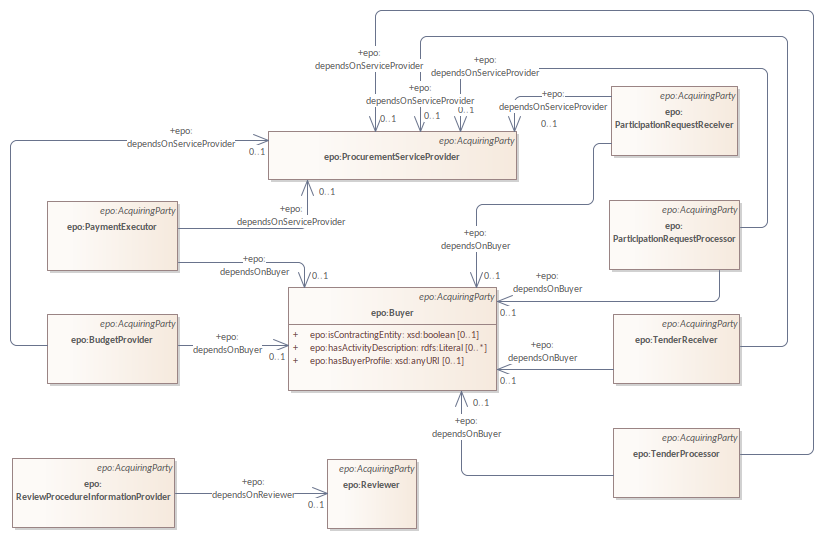 +epo:
dependsOnServiceProvider
+epo:
dependsOnServiceProvider
+epo:
dependsOnServiceProvider
+epo:
dependsOnServiceProvider
0..1
0..1
0..1
0..1
epo:AcquiringParty
epo:
ParticipationRequestReceiver
+epo:
dependsOnServiceProvider
0..1
epo:AcquiringParty
epo:ProcurementServiceProvider
0..1
+epo:
dependsOnServiceProvider
epo:AcquiringParty
epo:PaymentExecutor
+epo:
dependsOnBuyer
epo:AcquiringParty
epo:
ParticipationRequestProcessor
+epo:
dependsOnBuyer
0..1
0..1
+epo:
dependsOnBuyer
0..1
epo:AcquiringParty
epo:Buyer
+ epo:isContractingEntity: xsd:boolean [0..1]
+ epo:hasActivityDescription: rdfs:Literal [0..*]
+ epo:hasBuyerProfile: xsd:anyURI [0..1]
epo:AcquiringParty
epo:BudgetProvider
+epo:
dependsOnBuyer
0..1
epo:AcquiringParty
epo:TenderReceiver
+epo:
dependsOnBuyer
0..1
0..1
+epo:
dependsOnBuyer
epo:AcquiringParty
epo:TenderProcessor
epo:AcquiringParty
epo:
ReviewProcedureInformationProvider
+epo:
dependsOnReviewer
0..1
epo:AcquiringParty
epo:Reviewer